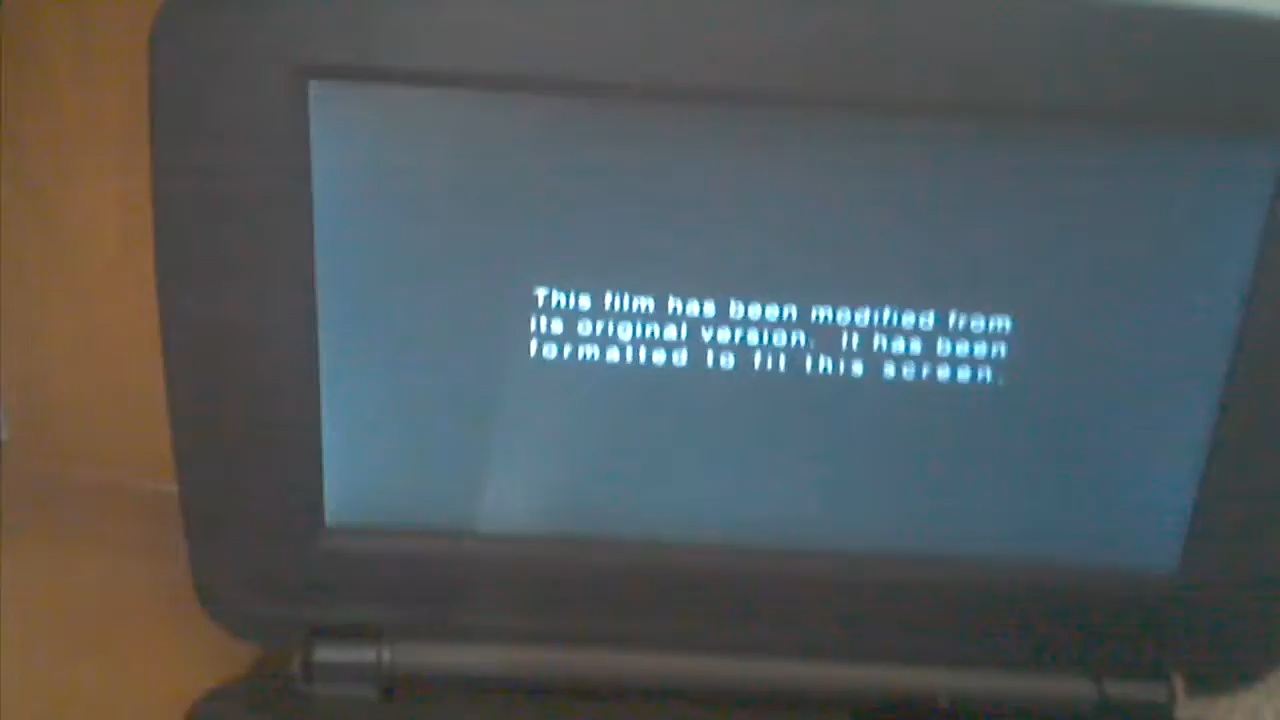 This film has been modified from
its original version. It has been
formatted to fit this screen.